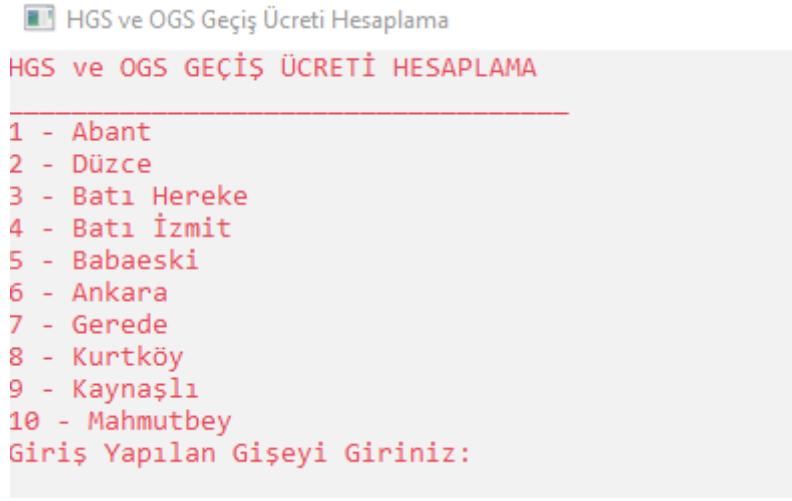 HGS ve OGS Geçiş Ücreti Hesaplama
HGS ve OGS GEÇİŞ ÜCRETİ HESAPLAMA
____________________________________
1 - Abant
2 - Düzce
3 - Batı Hereke
4 - Batı İzmit
5 - Babaeski
6 - Ankara
7 - Gerede
8 - Kurtköy
9 - Kaynaşlı
10 - Mahmutbey
Giriş Yapılan Gişeyi Giriniz: